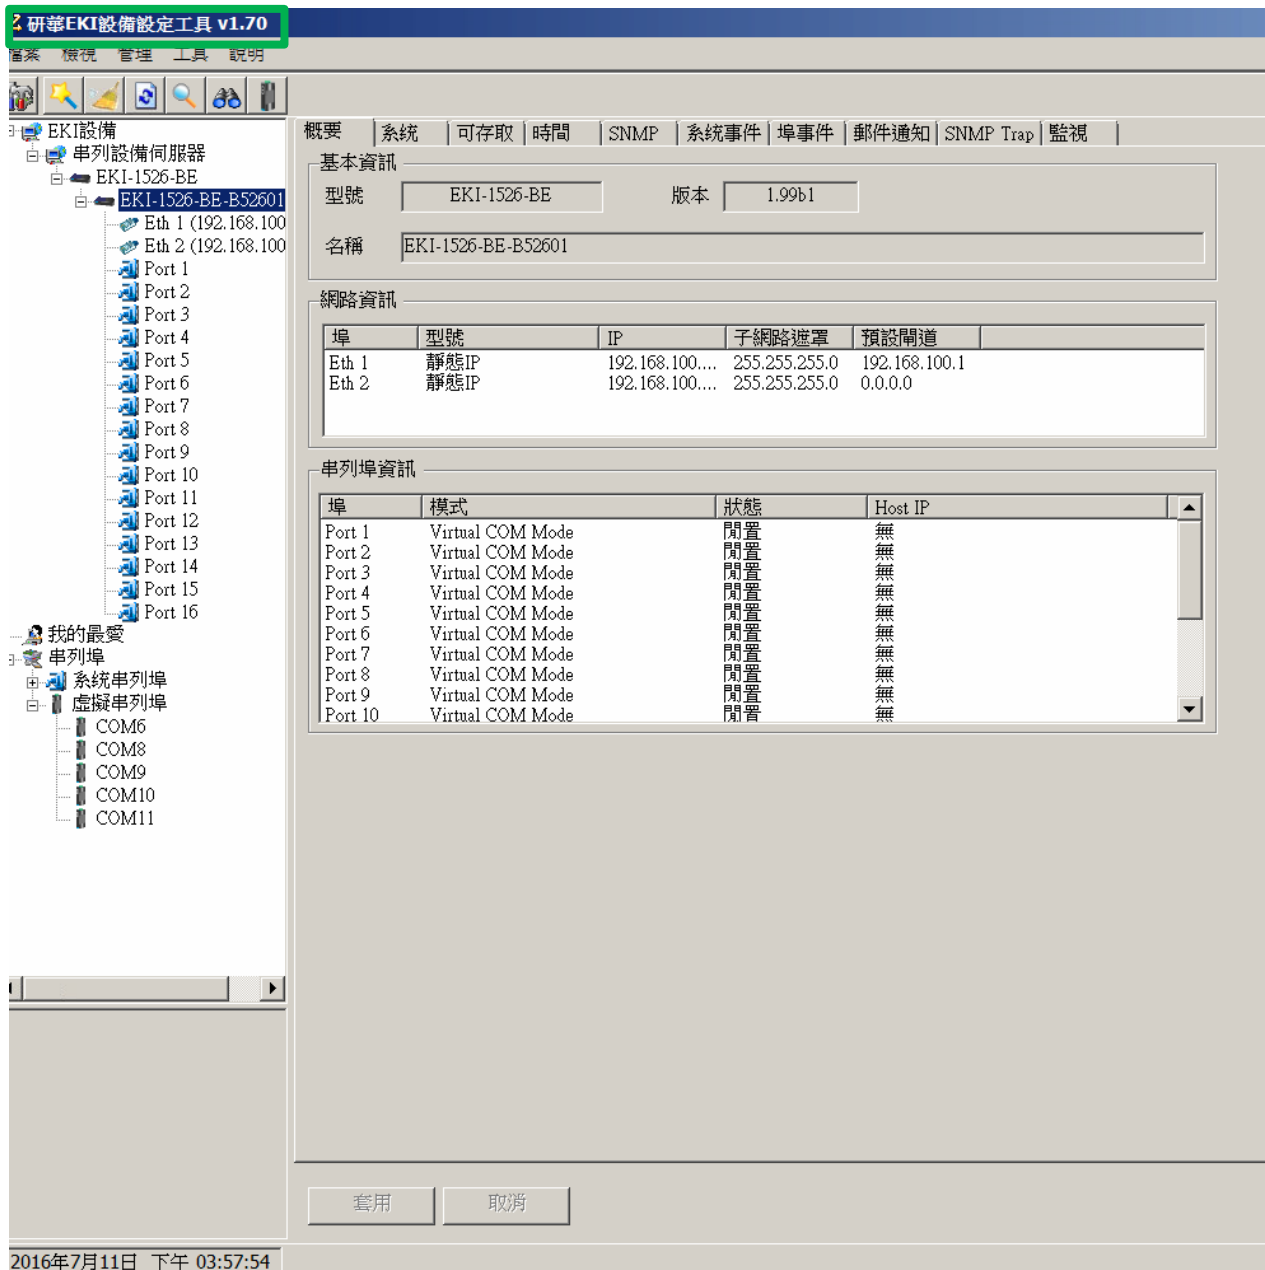 研華EKI設備設定工具 v1.70
檔案 檢視 管理 工具 說明
EKI設備
串列設備伺服器
EKI-1526-BE
EKI-1526-BE-B52601
Eth 1 (192.168.100
Eth 2 (192.168.100
Port 1
Port 2
Port 3
Port 4
Port 5
Port 6
Port 7
Port 8
Port 9
Port 10
Port 11
Port 12
Port 13
Port 14
Port 15
Port 16
我的最愛
串列埠
系統串列埠
虛擬串列埠
COM6
COM8
COM9
COM10
COM11
概要 系統 可存取 時間 SNMP 系統事件 埠事件 郵件通知 SNMP Trap 監視
基本資訊
型號 EKI-1526-BE 版本 1.99b1
名稱 EKI-1526-BE-B52601
網路資訊
埠 型號 IP 子網路遮罩 預設閘道
Eth 1 靜態IP 192.168.100.... 255.255.255.0 192.168.100.1
Eth 2 靜態IP 192.168.100.... 255.255.255.0 0.0.0.0
串列埠資訊
埠 模式 狀態 Host IP
Port 1 Virtual COM Mode 閒置 無
Port 2 Virtual COM Mode 閒置 無
Port 3 Virtual COM Mode 閒置 無
Port 4 Virtual COM Mode 閒置 無
Port 5 Virtual COM Mode 閒置 無
Port 6 Virtual COM Mode 閒置 無
Port 7 Virtual COM Mode 閒置 無
Port 8 Virtual COM Mode 閒置 無
Port 9 Virtual COM Mode 閒置 無
Port 10 Virtual COM Mode 閒置 無
套用 取消
2016年7月11日 下午 03:57:54